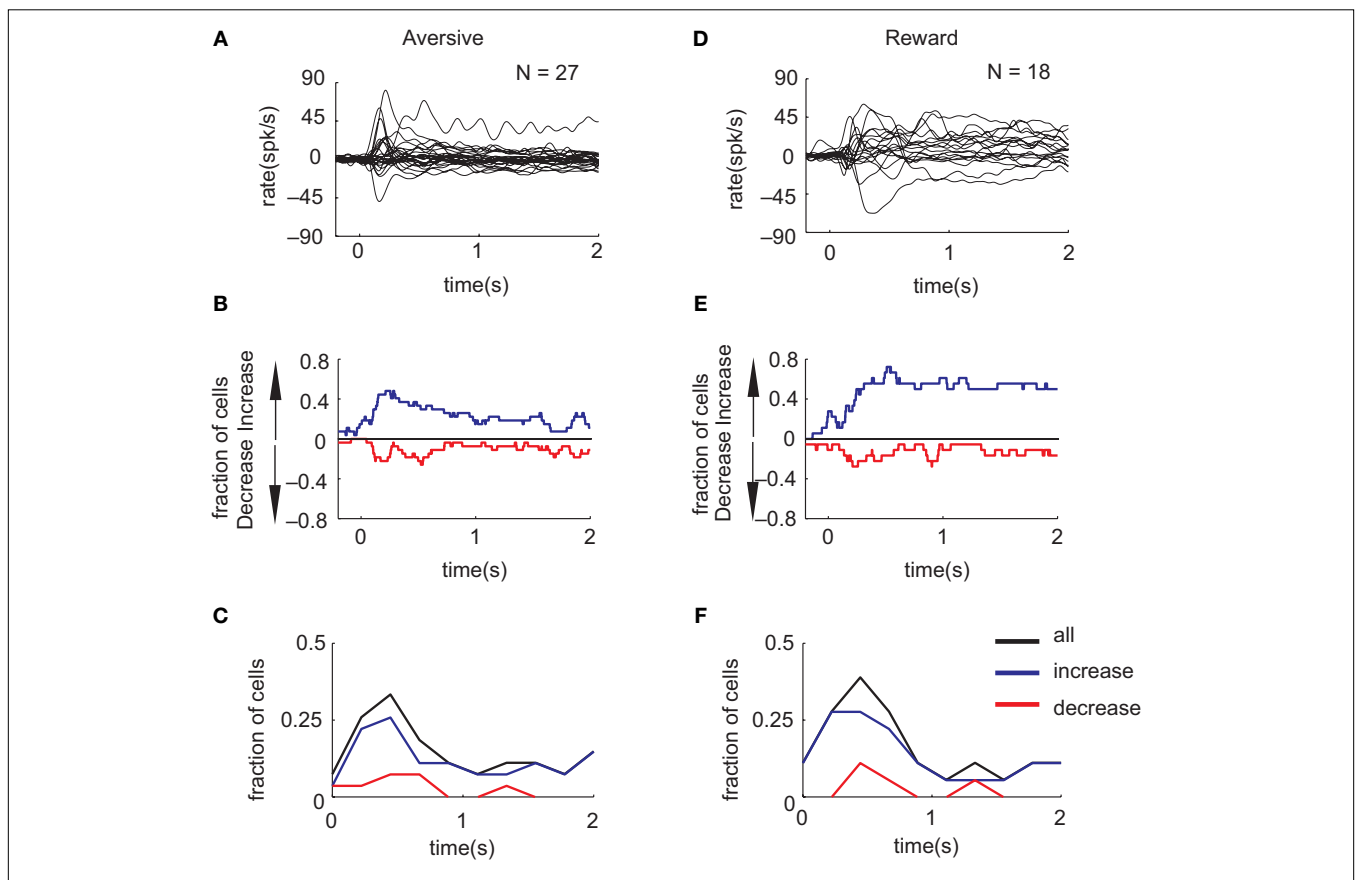 A
Aversive
N = 27
90
45
0
–45
–90
rate(spk/s)
0
1
2
time(s)
D
Reward
N = 18
90
45
0
–45
–90
rate(spk/s)
0
1
2
time(s)
B
0.8
0.4
0
–0.4
–0.8
fraction of cells
Decrease Increase
0
1
2
time(s)
E
0.8
0.4
0
–0.4
–0.8
fraction of cells
Decrease Increase
0
1
2
time(s)
C
0.5
0.25
0
fraction of cells
0
1
2
time(s)
F
0.5
0.25
0
fraction of cells
0
1
2
time(s)
all
increase
decrease